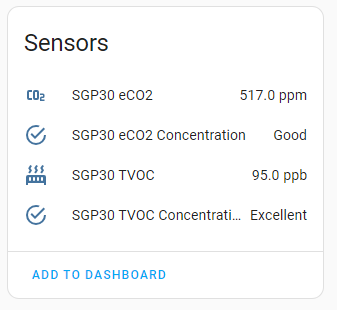 Sensors
CO2 SGP30 eCO2 517.0 ppm
SGP30 eCO2 Concentration Good
SGP30 TVOC 95.0 ppb
SGP30 TVOC Concentrati... Excellent
ADD TO DASHBOARD